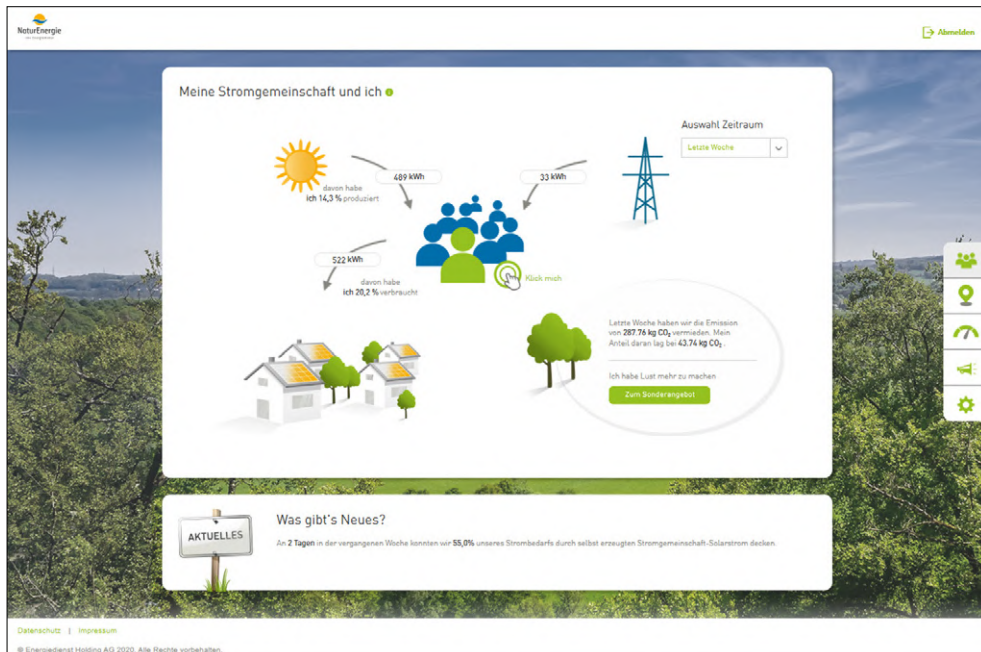 NaturEnergie
Abmelden
Meine Stromgemeinschaft und ich
Auswahl Zeitraum
Letzte Woche
489 kWh
33 kWh
davon habe
ich 14,3 % produziert
522 kWh
Klick mich
davon habe
ich 20,2 % verbraucht
Letzte Woche haben wir die Emission
von 287.76 kg CO₂ vermieden. Mein
Anteil daran lag bei 43.74 kg CO₂ .
Ich habe Lust mehr zu machen
Zum Sonderangebot
AKTUELLES
Was gibt's Neues?
An 2 Tagen in der vergangenen Woche konnten wir 55,0% unseres Strombedarfs durch selbst erzeugten Stromgemeinschaft-Solarstrom decken.
Datenschutz | Impressum
© Energiedienst Holding AG 2020. Alle Rechte vorbehalten.